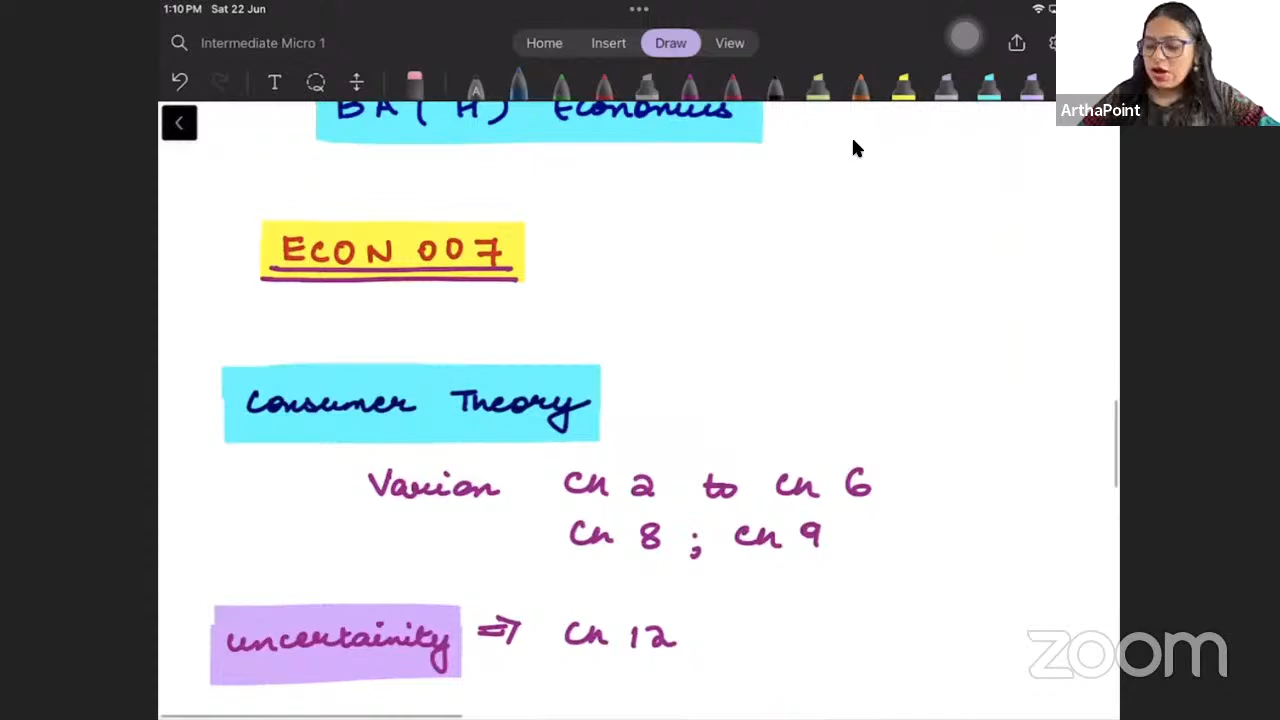 1:10 PM Sat 22 Jun
Intermediate Micro 1
Home Insert Draw View
T
A
ArthaPoint
BA (H) Economics
ECON 007
Consumer Theory
Varian Ch 2 to Ch 6
Ch 8 ; Ch 9
uncertainity ⇒ Ch 12
zoom